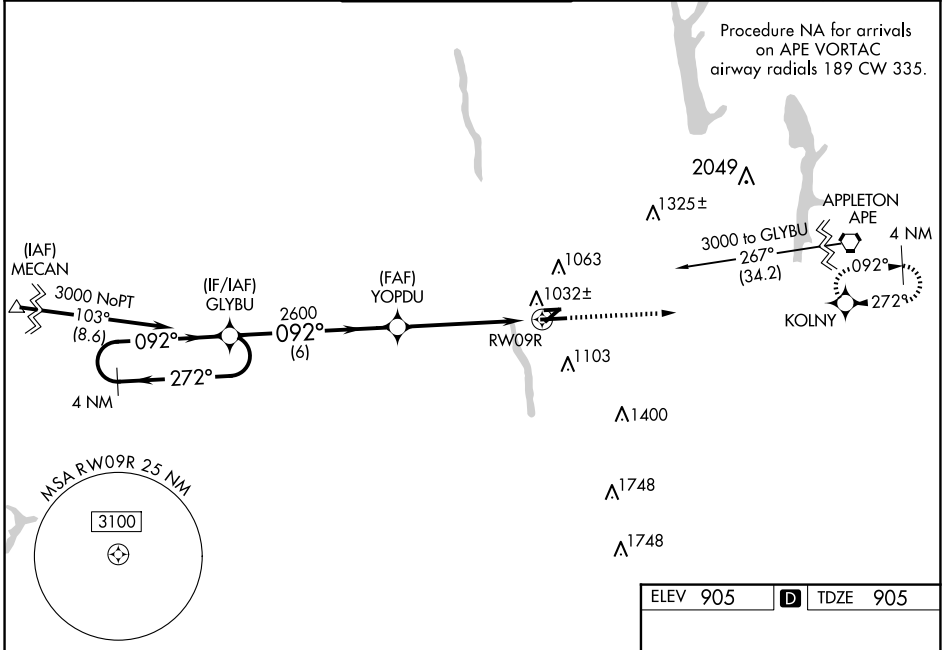 Procedure NA for arrivals
on APE VORTAC
airway radials 189 CW 335.
2049
1325±
APPLETON
APE
4 NM
3000 to GLYBU
267°
(34.2)
092°
272°
KOLNY
(IAF)
MECAN
3000 NoPT
103°
(8.6)
(IF/IAF)
GLYBU
092°
272°
4 NM
2600
092°
(6)
(FAF)
YOPDU
1063
1032±
RW09R
1103
1400
1748
1748
MSA RW09R 25 NM
3100
ELEV 905 D TDZE 905